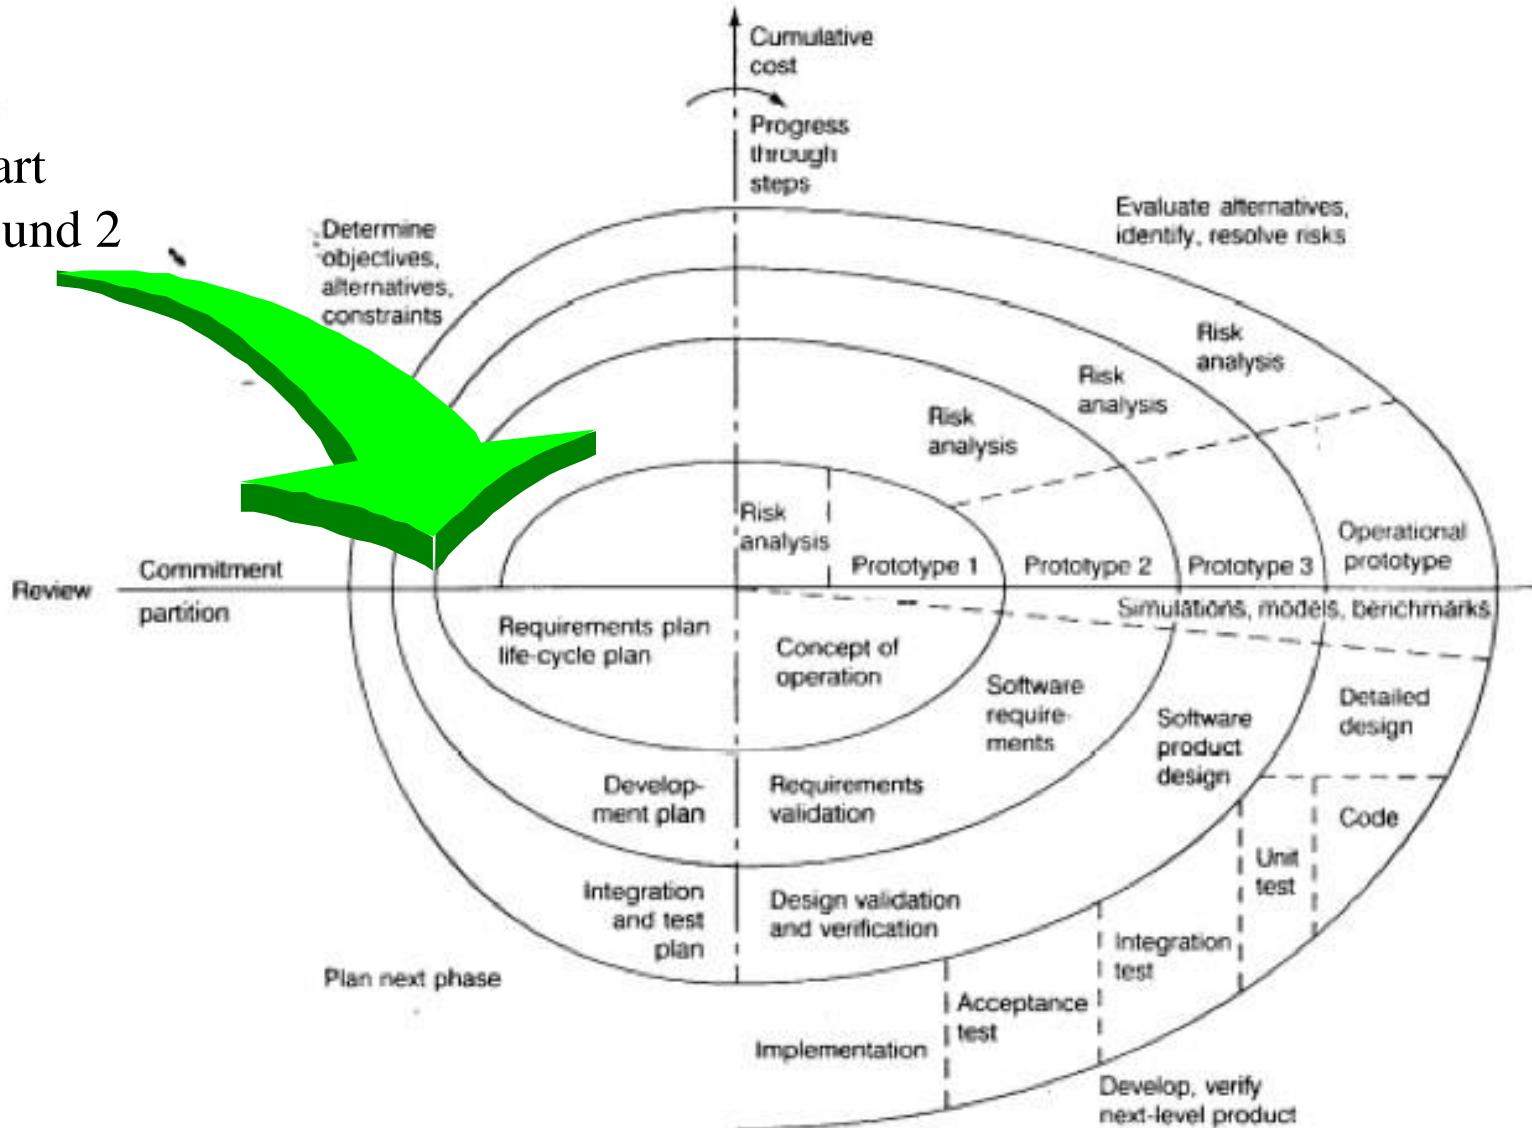 Cumulative
cost
Progress
through
steps
art
und 2
Determine
objectives,
alternatives,
constraints
Evaluate alternatives,
identify, resolve risks
Risk
analysis
Risk
analysis
Risk
analysis
Risk
analysis
Prototype 1
Prototype 2
Prototype 3
Operational
prototype
Review
Commitment
partition
Simulations, models, benchmarks
Requirements plan
life-cycle plan
Concept of
operation
Software
require-
ments
Software
product
design
Detailed
design
Develop-
ment plan
Requirements
validation
Code
Unit
test
Integration
and test
plan
Design validation
and verification
Integration
test
Plan next phase
Acceptance
test
Implementation
Develop, verify
next-level product